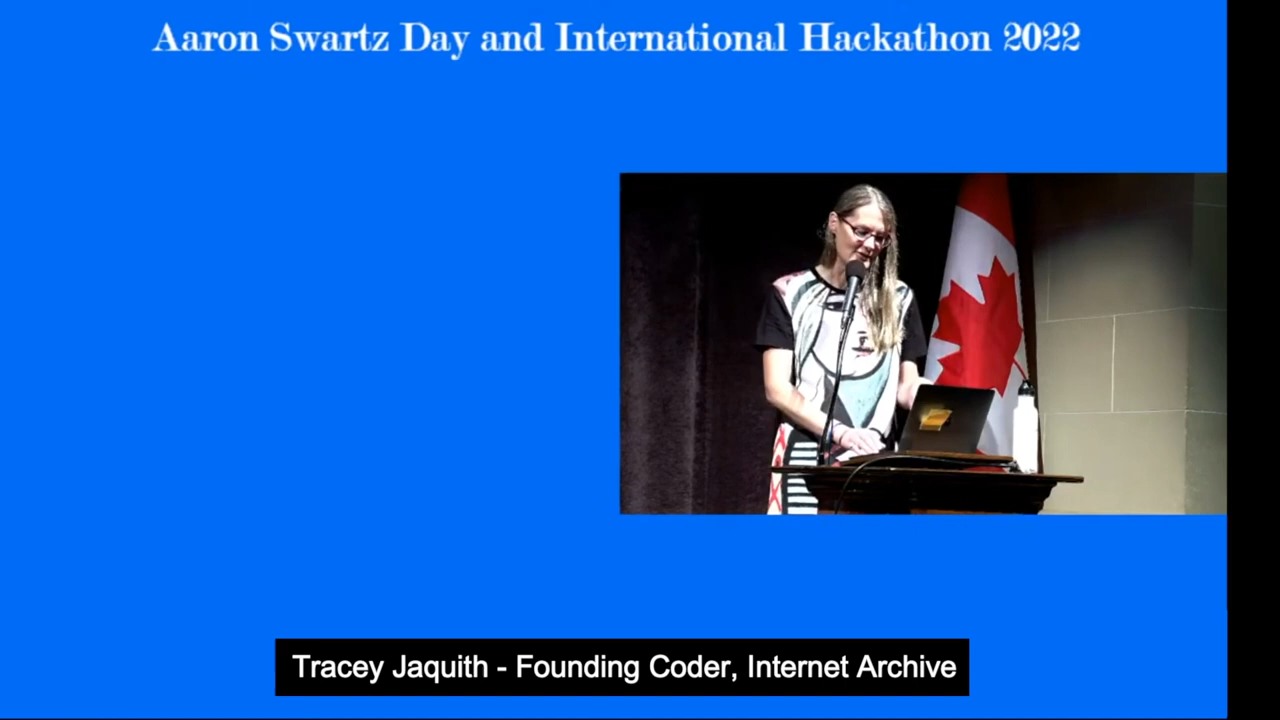 Aaron Swartz Day and International Hackathon 2022
Tracey Jaquith - Founding Coder, Internet Archive